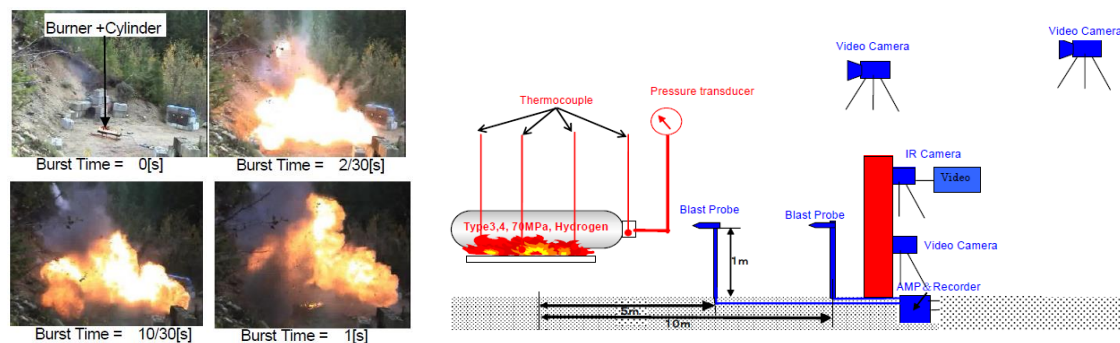 Burner +Cylinder
Burst Time = 0[s]
Burst Time = 2/30[s]
Burst Time = 10/30[s]
Burst Time = 1[s]
Video Camera
Video Camera
Pressure transducer
Thermocouple
IR Camera
Video
Blast Probe
Blast Probe
Type3,4, 70MPa, Hydrogen
Video Camera
1m
AMP&Recorder
5m
10m